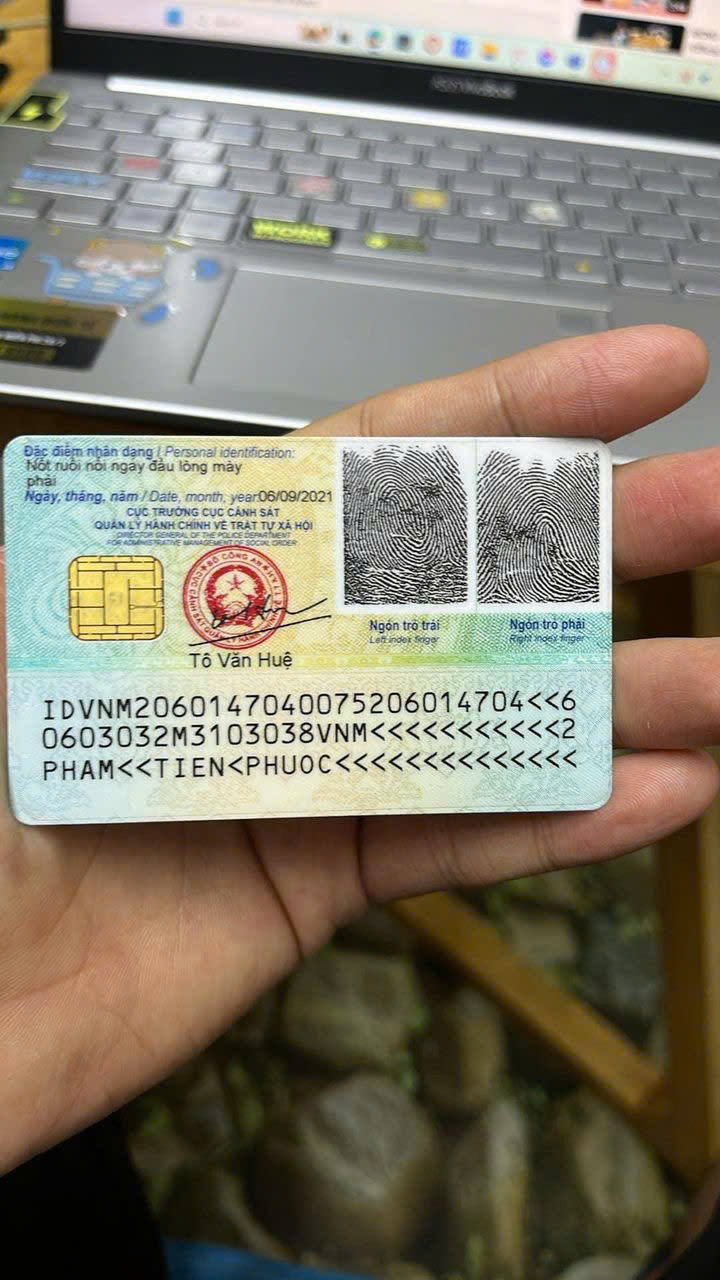 Đặc điểm nhân dạng / Personal identification:
Nốt ruồi nổi ngay đầu lông mày
phải
Ngày, tháng, năm / Date, month, year: 06/09/2021
CỤC TRƯỞNG CỤC CẢNH SÁT
QUẢN LÝ HÀNH CHÍNH VỀ TRẬT TỰ XÃ HỘI
DIRECTOR GENERAL OF THE POLICE DEPARTMENT
FOR ADMINISTRATIVE MANAGEMENT OF SOCIAL ORDER
BỘ CÔNG AN
Tô Văn Huệ
Ngón trỏ trái
Left index finger
Ngón trỏ phải
Right index finger
IDVNM2060147040075206014704<<6
0603032M3103038VNM<<<<<<<<<<<2
PHAM<<TIEN<PHUOC<<<<<<<<<<<<<<